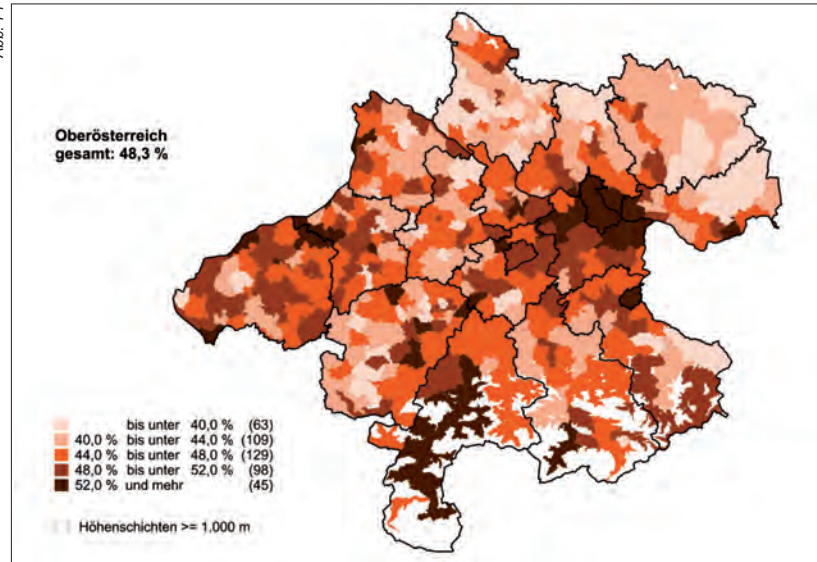 Oberösterreich
gesamt: 48,3 %
bis unter 40,0 % (63)
40,0 % bis unter 44,0 % (109)
44,0 % bis unter 48,0 % (129)
48,0 % bis unter 52,0 % (98)
52,0 % und mehr (45)
Höhenschichten >= 1.000 m